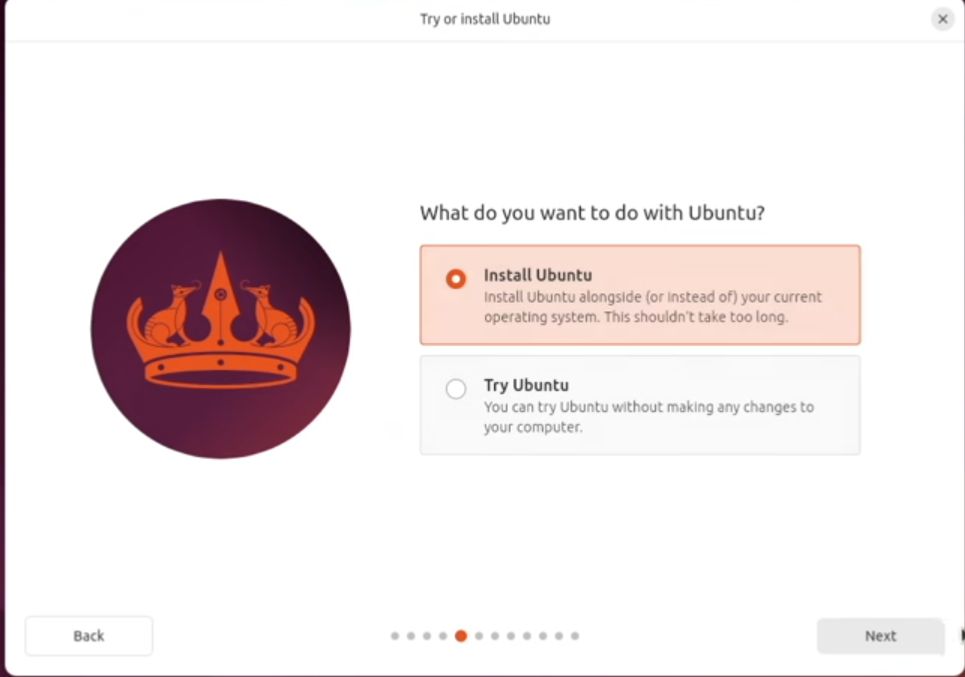 Try or install Ubuntu
What do you want to do with Ubuntu?
Install Ubuntu
Install Ubuntu alongside (or instead of) your current
operating system. This shouldn't take too long.
Try Ubuntu
You can try Ubuntu without making any changes to
your computer.
Back
Next